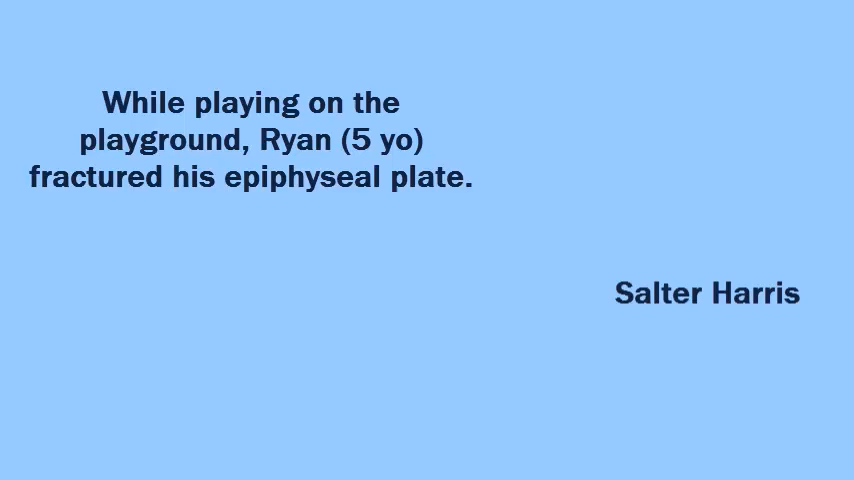 While playing on the
playground, Ryan (5 yo)
fractured his epiphyseal plate.
Salter Harris